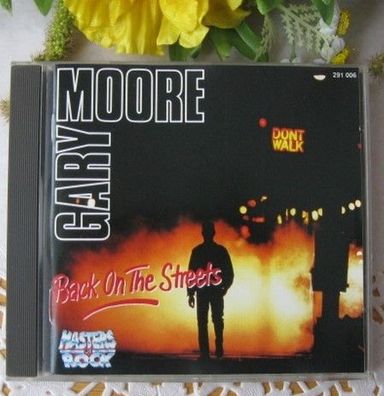 GARY
MOORE
291 006
DONT
WALK
Back On The Streets
MASTERS
OF
ROCK